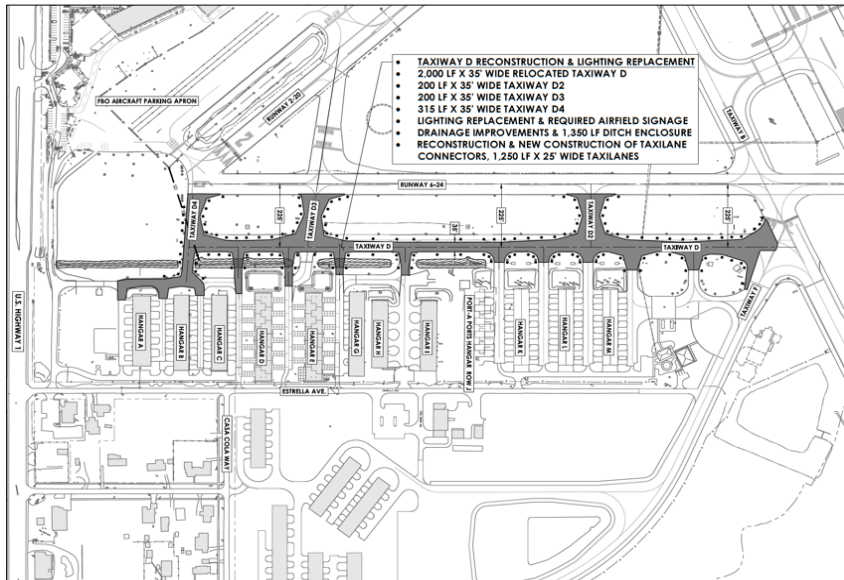 • TAXIWAY D RECONSTRUCTION & LIGHTING REPLACEMENT
• 2,000 LF X 35' WIDE RELOCATED TAXIWAY D
• 200 LF X 35' WIDE TAXIWAY D2
• 200 LF X 35' WIDE TAXIWAY D3
• 315 LF X 35' WIDE TAXIWAY D4
• LIGHTING REPLACEMENT & REQUIRED AIRFIELD SIGNAGE
• DRAINAGE IMPROVEMENTS & 1,350 LF DITCH ENCLOSURE
• RECONSTRUCTION & NEW CONSTRUCTION OF TAXILANE
CONNECTORS, 1,250 LF X 25' WIDE TAXILANES
FBO AIRCRAFT PARKING APRON
RUNWAY 2-20
TAXIWAY B
RUNWAY 6-24
TAXIWAY D4
225'
TAXIWAY D3
35'
225'
TAXIWAY D2
225'
TAXIWAY D
TAXIWAY D
TAXIWAY F
U.S. HIGHWAY 1
HANGAR A
HANGAR B
HANGAR C
HANGAR D
HANGAR E
HANGAR G
HANGAR H
HANGAR I
PORT-A PORTS HANGAR ROW J
HANGAR K
HANGAR L
HANGAR M
ESTRELLA AVE.
CASA COLA WAY